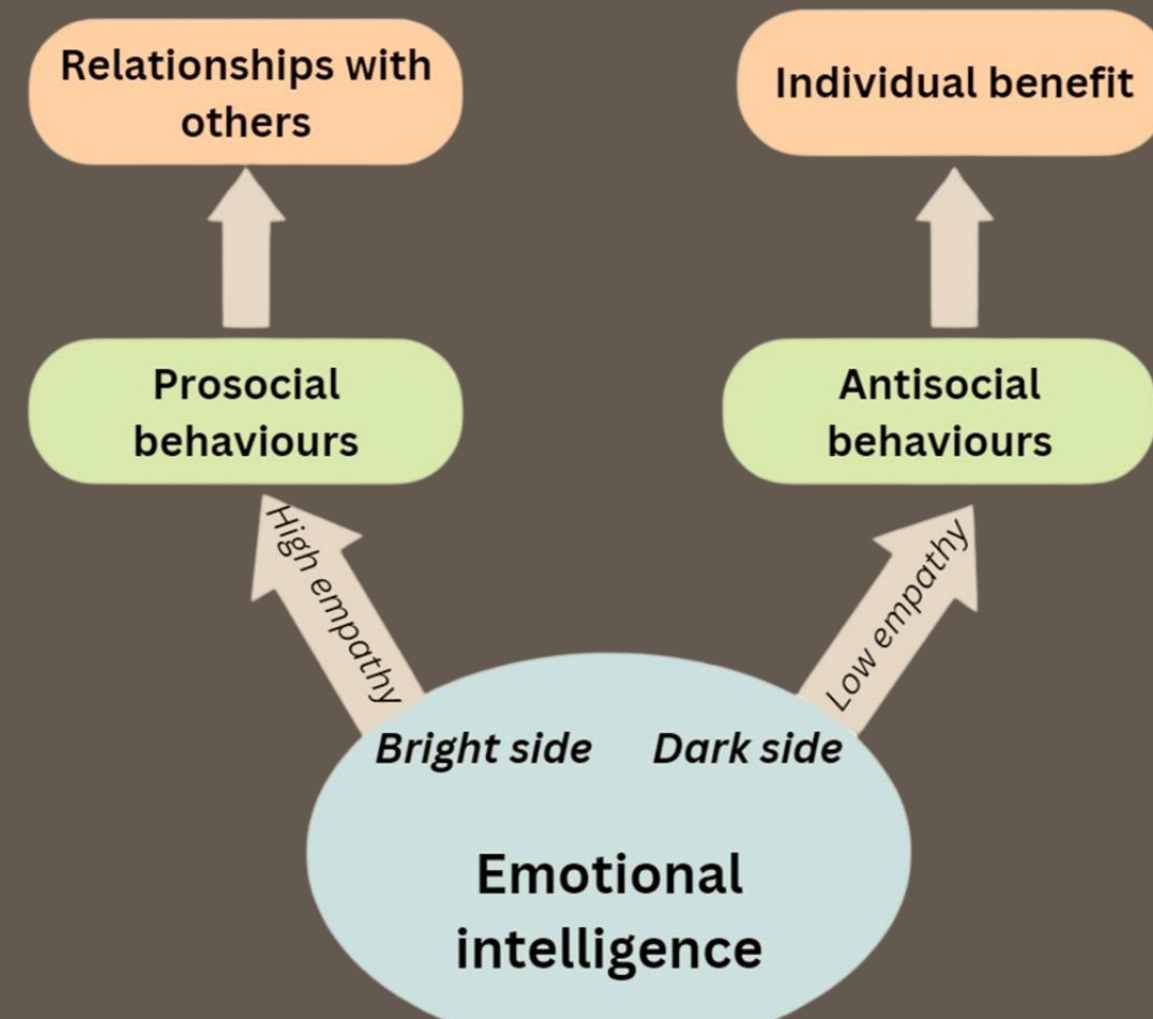 Relationships with
others
Individual benefit
Prosocial
behaviours
Antisocial
behaviours
High empathy
Low empathy
Bright side
Dark side
Emotional
intelligence